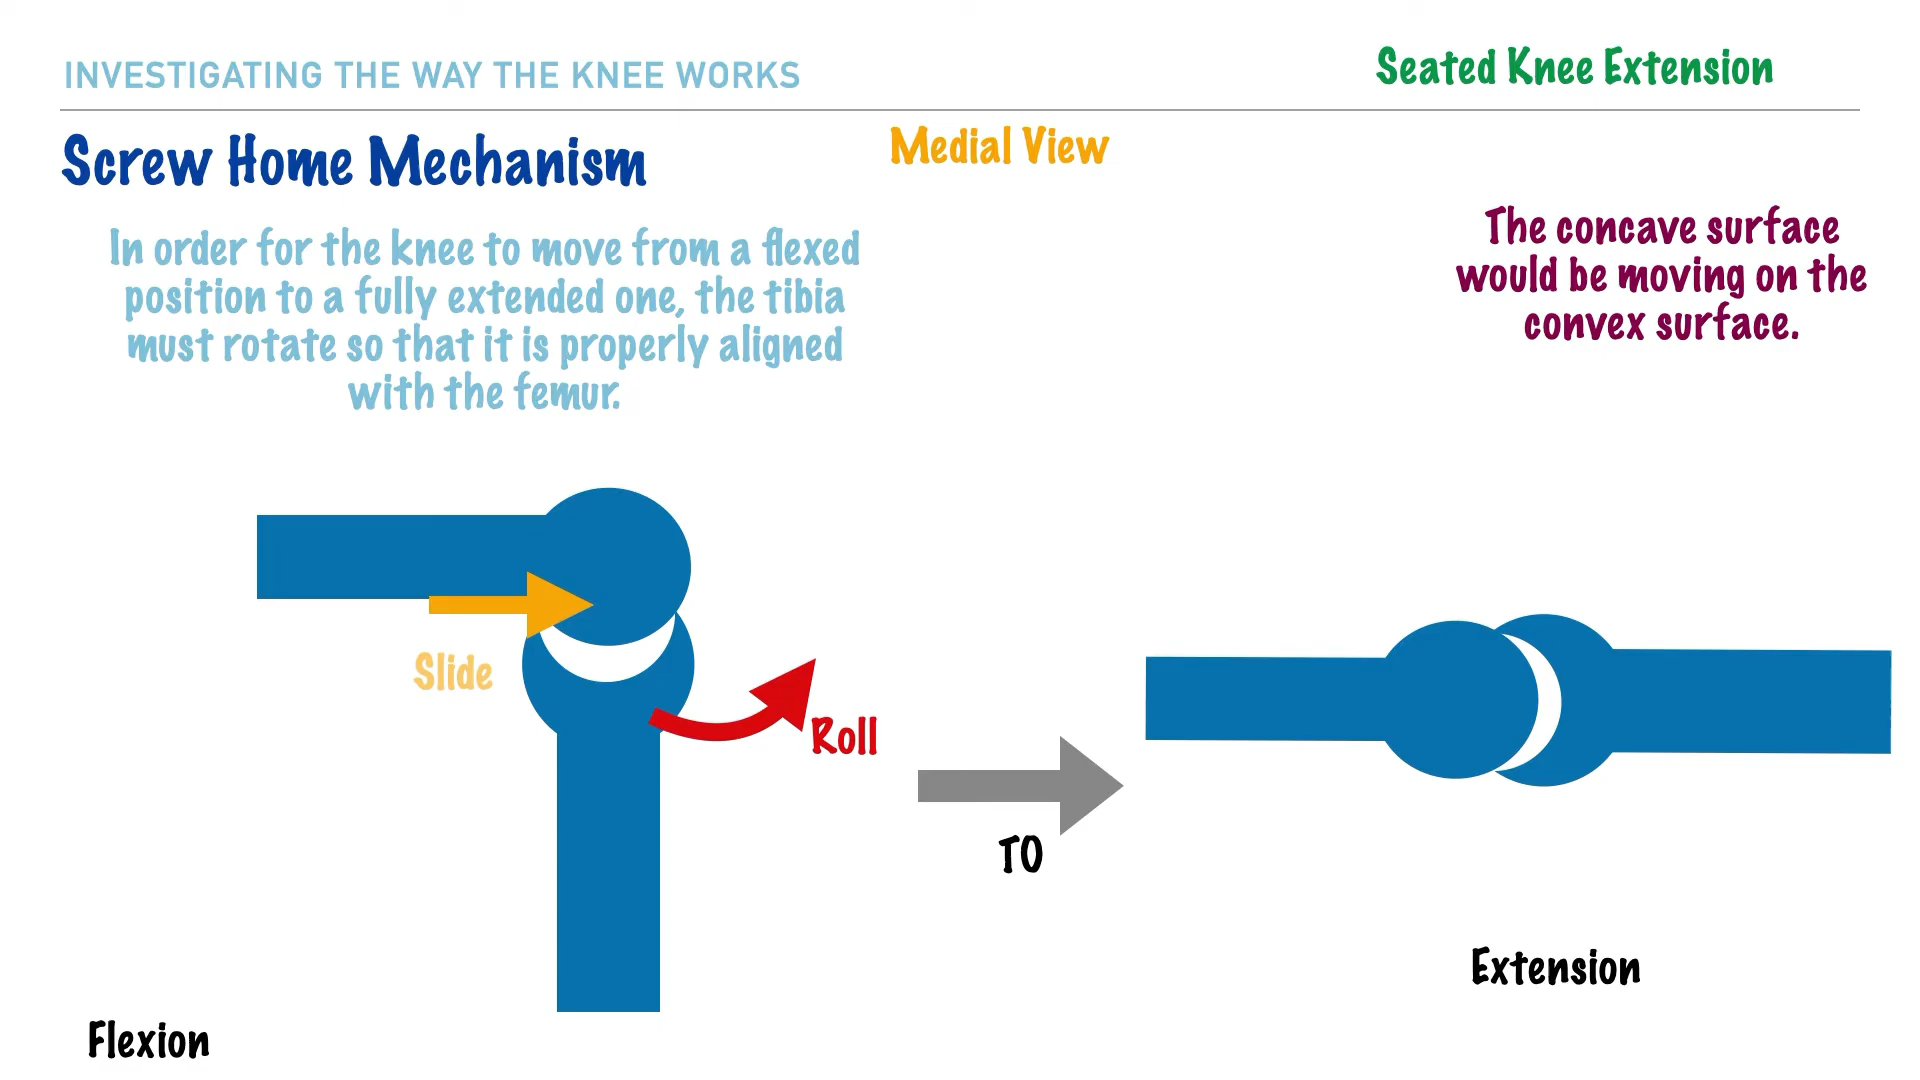 INVESTIGATING THE WAY THE KNEE WORKS
Seated Knee Extension
Screw Home Mechanism
Medial View
In order for the knee to move from a flexed
position to a fully extended one, the tibia
must rotate so that it is properly aligned
with the femur.
The concave surface
would be moving on the
convex surface.
Slide
Roll
TO
Extension
Flexion